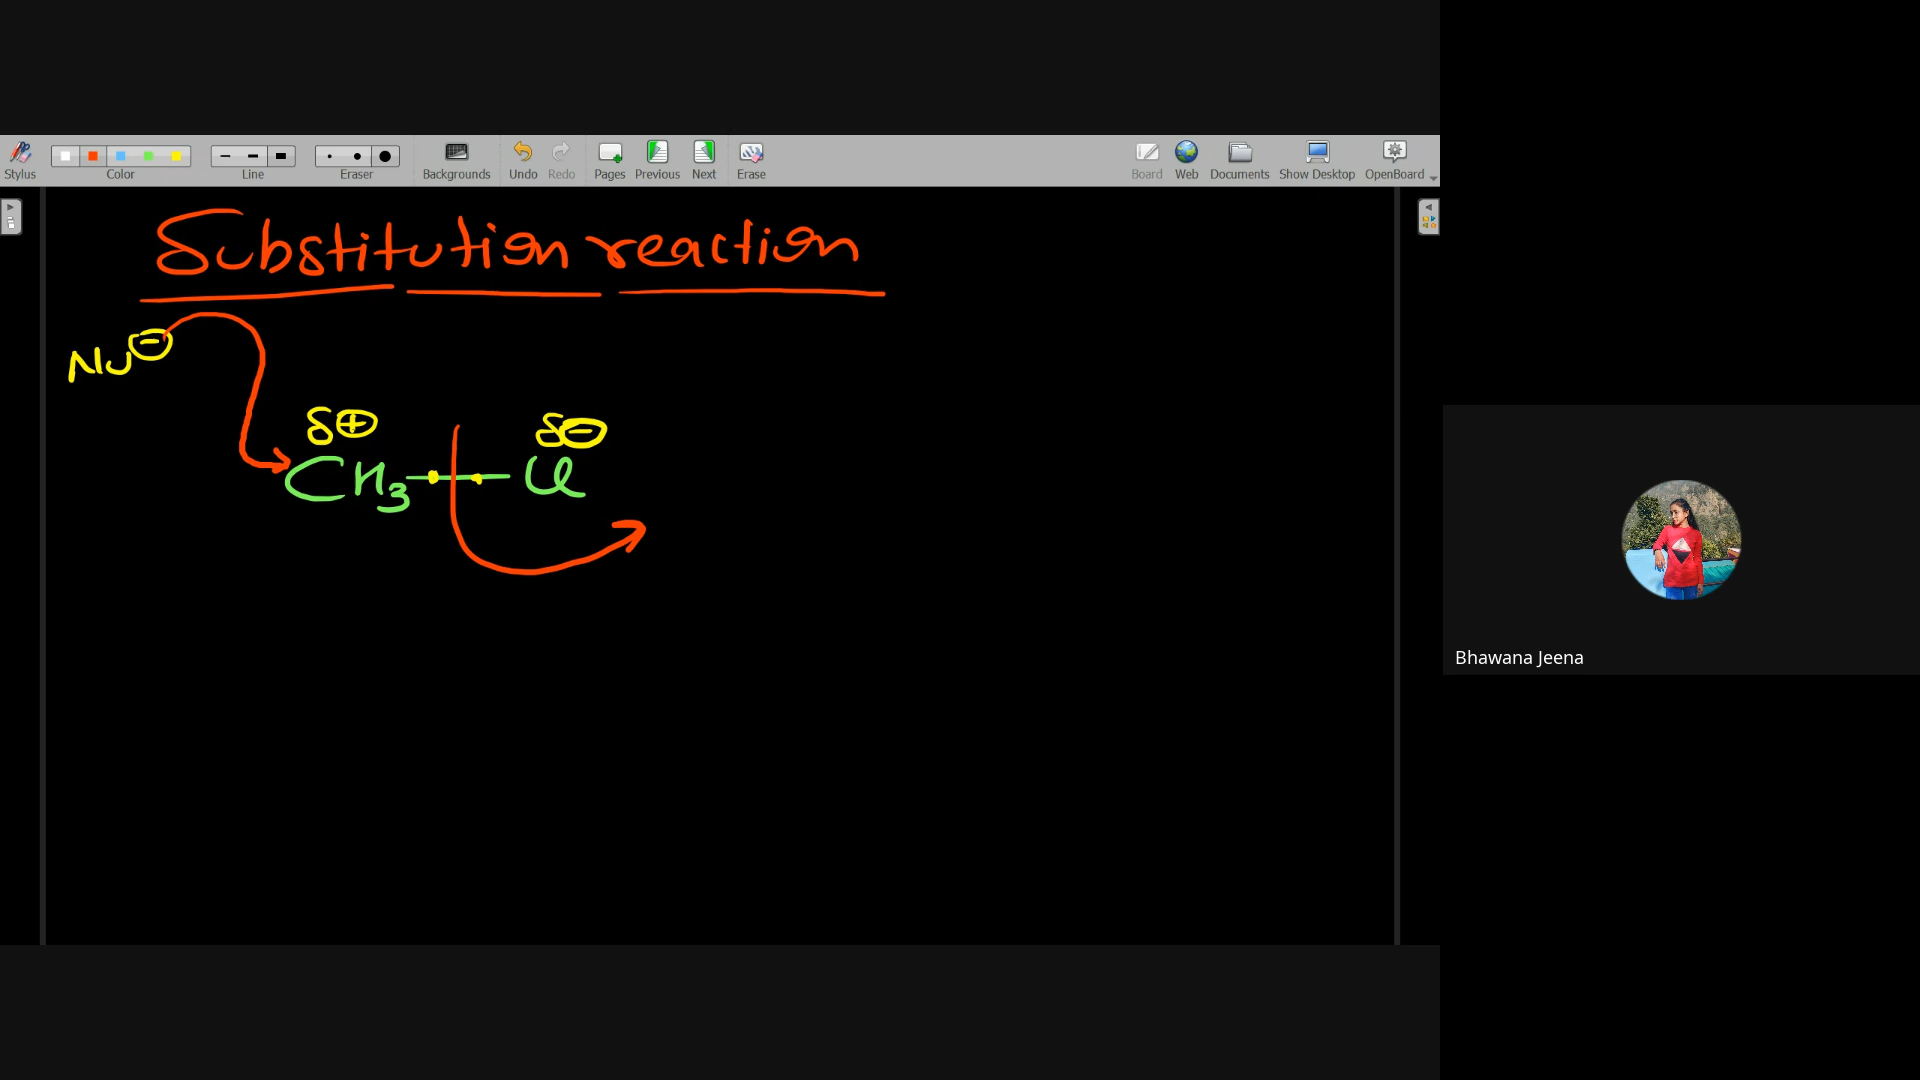 Stylus Color Line Eraser Backgrounds Undo Redo Pages Previous Next Erase Board Web Documents Show Desktop OpenBoard
Substitution reaction
Nu⊖
δ⊕ δ⊖
CH₃ — Cl
Bhawana Jeena